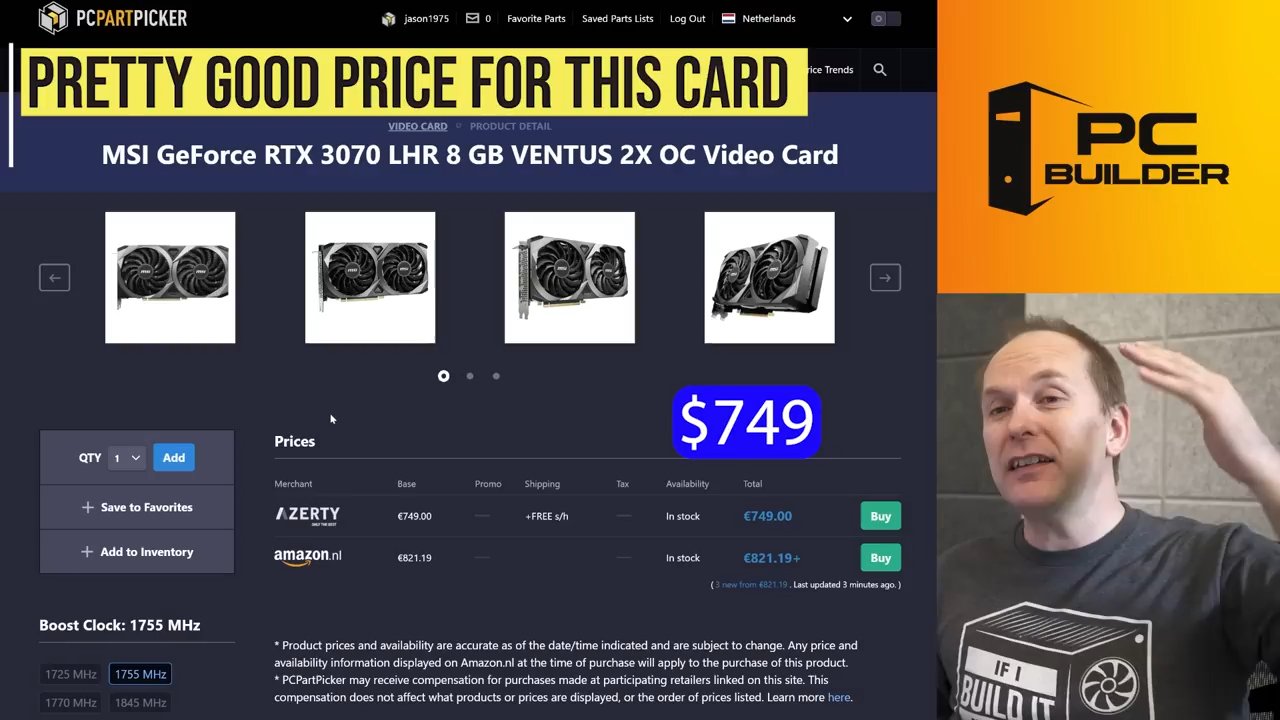 PCPARTPICKER
jason1975
0
Favorite Parts
Saved Parts Lists
Log Out
Netherlands
PRETTY GOOD PRICE FOR THIS CARD
rice Trends
VIDEO CARD
PRODUCT DETAIL
MSI GeForce RTX 3070 LHR 8 GB VENTUS 2X OC Video Card
PC
BUILDER
$749
QTY 1 Add
+ Save to Favorites
+ Add to Inventory
Prices
Merchant Base Promo Shipping Tax Availability Total
AZERTY €749.00 — +FREE s/h — In stock €749.00 Buy
amazon.nl €821.19 — — In stock €821.19+ Buy
( 3 new from €821.19 . Last updated 3 minutes ago. )
Boost Clock: 1755 MHz
1725 MHz 1755 MHz
1770 MHz 1845 MHz
* Product prices and availability are accurate as of the date/time indicated and are subject to change. Any price and
availability information displayed on Amazon.nl at the time of purchase will apply to the purchase of this product.
* PCPartPicker may receive compensation for purchases made at participating retailers linked on this site. This
compensation does not affect what products or prices are displayed, or the order of prices listed. Learn more here.
IF I
BUILD IT